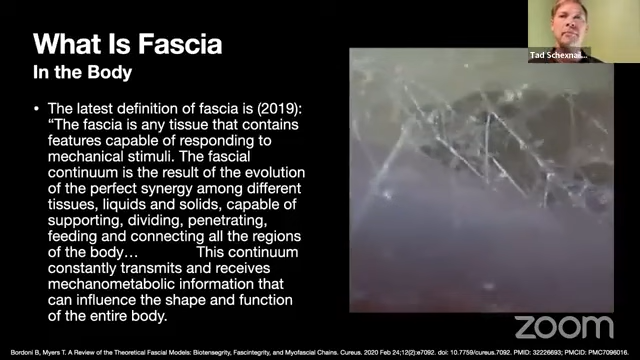 What Is Fascia
In the Body
Tad Schexnai...
• The latest definition of fascia is (2019):
“The fascia is any tissue that contains
features capable of responding to
mechanical stimuli. The fascial
continuum is the result of the evolution
of the perfect synergy among different
tissues, liquids and solids, capable of
supporting, dividing, penetrating,
feeding and connecting all the regions
of the body… This continuum
constantly transmits and receives
mechanometabolic information that
can influence the shape and function
of the entire body.
zoom
Bordoni B, Myers T. A Review of the Theoretical Fascial Models: Biotensegrity, Fascintegrity, and Myofascial Chains. Cureus. 2020 Feb 24;12(2):e7092. doi: 10.7759/cureus.7092. PMID: 32226693; PMCID: PMC7096016.